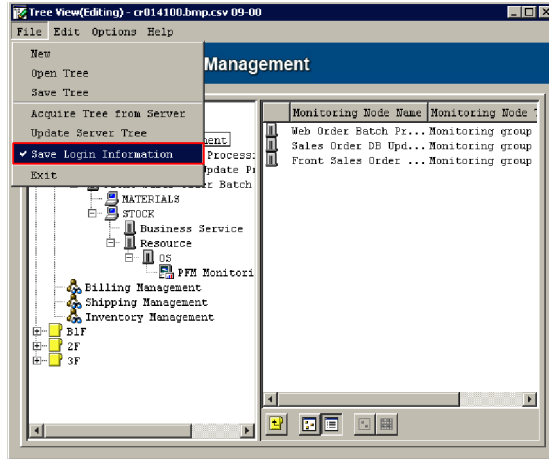 Tree View(Editing) - cr014100.bmp.csv 09-00
File Edit Options Help
New
Open Tree
Save Tree
Acquire Tree from Server
Update Server Tree
Save Login Information
Exit
Management
Monitoring Node Name Monitoring Node
Web Order Batch Pr... Monitoring group
Sales Order DB Upd... Monitoring group
Front Sales Order ... Monitoring group
MATERIALS
STOCK
Business Service
Resource
OS
PFM Monitori
Billing Management
Shipping Management
Inventory Management
B1F
2F
3F